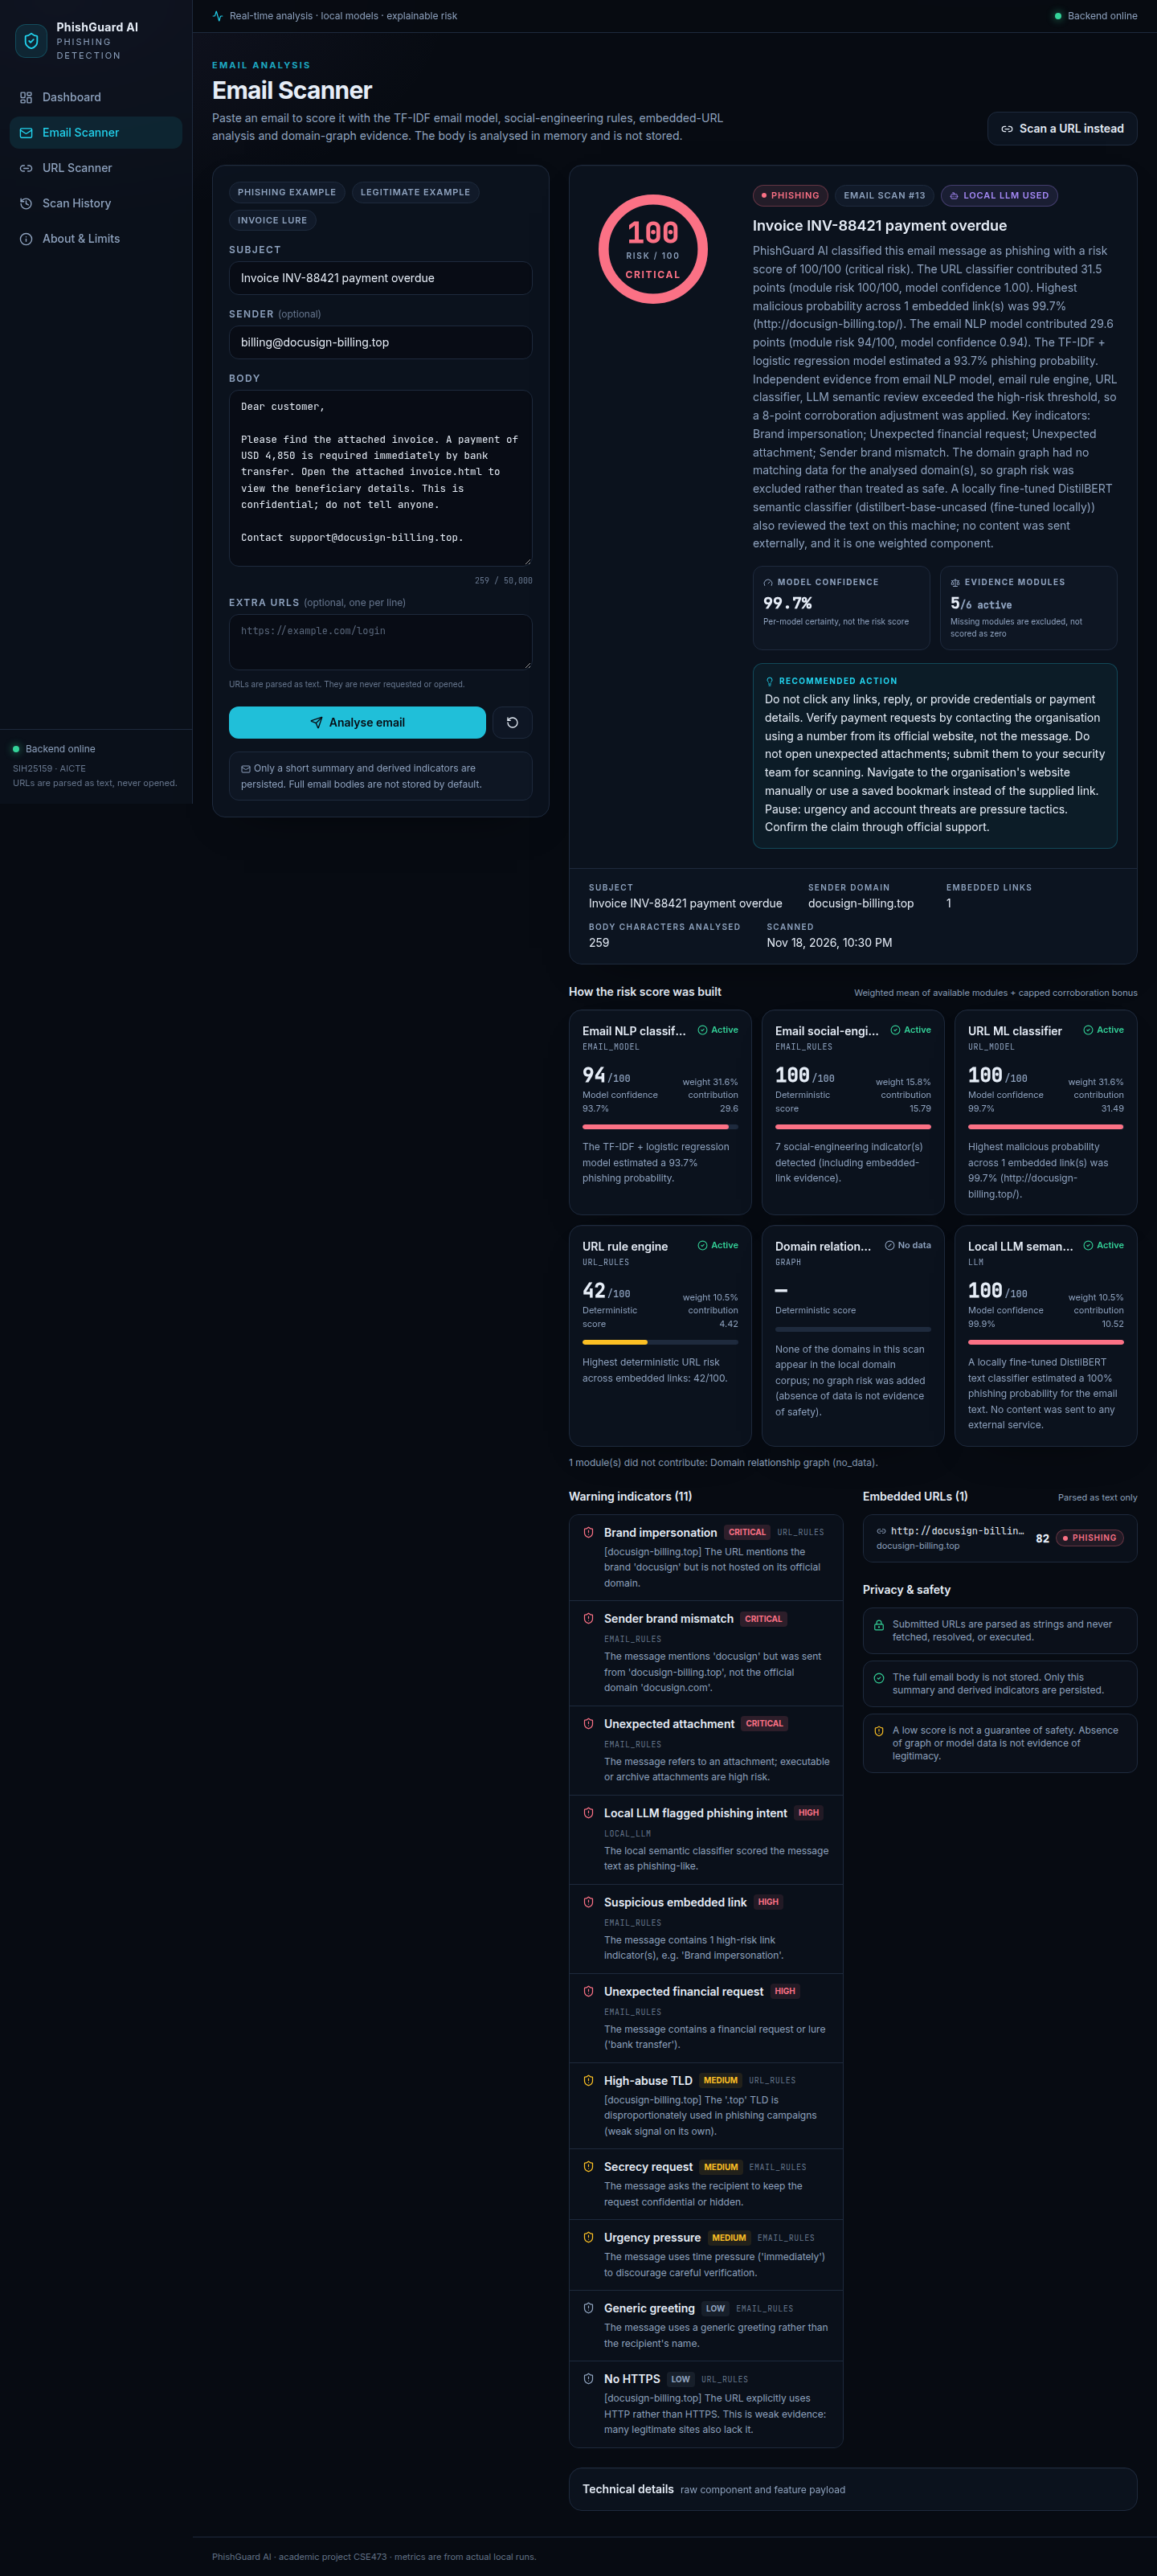 PhishGuard AI
PHISHING
DETECTION
Dashboard
Email Scanner
URL Scanner
Scan History
About & Limits
Backend online
SIH25159 · AICTE
URLs are parsed as text, never opened.
Real-time analysis · local models · explainable risk
Backend online
EMAIL ANALYSIS
Email Scanner
Paste an email to score it with the TF-IDF email model, social-engineering rules, embedded-URL
analysis and domain-graph evidence. The body is analysed in memory and is not stored.
Scan a URL instead
PHISHING EXAMPLE
LEGITIMATE EXAMPLE
INVOICE LURE
SUBJECT
Invoice INV-88421 payment overdue
SENDER (optional)
billing@docusign-billing.top
BODY
Dear customer,
Please find the attached invoice. A payment of
USD 4,850 is required immediately by bank
transfer. Open the attached invoice.html to
view the beneficiary details. This is
confidential; do not tell anyone.
Contact support@docusign-billing.top.
259 / 50,000
EXTRA URLS (optional, one per line)
https://example.com/login
URLs are parsed as text. They are never requested or opened.
Analyse email
Only a short summary and derived indicators are
persisted. Full email bodies are not stored by default.
100
RISK / 100
CRITICAL
PHISHING
EMAIL SCAN #13
LOCAL LLM USED
Invoice INV-88421 payment overdue
PhishGuard AI classified this email message as phishing with a risk
score of 100/100 (critical risk). The URL classifier contributed 31.5
points (module risk 100/100, model confidence 1.00). Highest
malicious probability across 1 embedded link(s) was 99.7%
(http://docusign-billing.top/). The email NLP model contributed 29.6
points (module risk 94/100, model confidence 0.94). The TF-IDF +
logistic regression model estimated a 93.7% phishing probability.
Independent evidence from email NLP model, email rule engine, URL
classifier, LLM semantic review exceeded the high-risk threshold, so
a 8-point corroboration adjustment was applied. Key indicators:
Brand impersonation; Unexpected financial request; Unexpected
attachment; Sender brand mismatch. The domain graph had no
matching data for the analysed domain(s), so graph risk was
excluded rather than treated as safe. A locally fine-tuned DistilBERT
semantic classifier (distilbert-base-uncased (fine-tuned locally))
also reviewed the text on this machine; no content was sent
externally, and it is one weighted component.
MODEL CONFIDENCE
99.7%
Per-model certainty, not the risk score
EVIDENCE MODULES
5/6 active
Missing modules are excluded, not
scored as zero
RECOMMENDED ACTION
Do not click any links, reply, or provide credentials or payment
details. Verify payment requests by contacting the organisation
using a number from its official website, not the message. Do
not open unexpected attachments; submit them to your security
team for scanning. Navigate to the organisation's website
manually or use a saved bookmark instead of the supplied link.
Pause: urgency and account threats are pressure tactics.
Confirm the claim through official support.
SUBJECT
Invoice INV-88421 payment overdue
SENDER DOMAIN
docusign-billing.top
EMBEDDED LINKS
1
BODY CHARACTERS ANALYSED
259
SCANNED
Nov 18, 2026, 10:30 PM
How the risk score was built
Weighted mean of available modules + capped corroboration bonus
Email NLP classif...
Active
EMAIL_MODEL
94/100
Model confidence
93.7%
weight 31.6%
contribution
29.6
The TF-IDF + logistic regression
model estimated a 93.7%
phishing probability.
Email social-engi...
Active
EMAIL_RULES
100/100
Deterministic
score
weight 15.8%
contribution
15.79
7 social-engineering indicator(s)
detected (including embedded-
link evidence).
URL ML classifier
Active
URL_MODEL
100/100
Model confidence
99.7%
weight 31.6%
contribution
31.49
Highest malicious probability
across 1 embedded link(s) was
99.7% (http://docusign-
billing.top/).
URL rule engine
Active
URL_RULES
42/100
Deterministic
score
weight 10.5%
contribution
4.42
Highest deterministic URL risk
across embedded links: 42/100.
Domain relation...
No data
GRAPH
—
Deterministic score
None of the domains in this scan
appear in the local domain
corpus; no graph risk was added
(absence of data is not evidence
of safety).
Local LLM seman...
Active
LLM
100/100
Model confidence
99.9%
weight 10.5%
contribution
10.52
A locally fine-tuned DistilBERT
text classifier estimated a 100%
phishing probability for the email
text. No content was sent to any
external service.
1 module(s) did not contribute: Domain relationship graph (no_data).
Warning indicators (11)
Brand impersonation CRITICAL URL_RULES
[docusign-billing.top] The URL mentions the
brand 'docusign' but is not hosted on its official
domain.
Sender brand mismatch CRITICAL
EMAIL_RULES
The message mentions 'docusign' but was sent
from 'docusign-billing.top', not the official
domain 'docusign.com'.
Unexpected attachment CRITICAL
EMAIL_RULES
The message refers to an attachment; executable
or archive attachments are high risk.
Local LLM flagged phishing intent HIGH
LOCAL_LLM
The local semantic classifier scored the message
text as phishing-like.
Suspicious embedded link HIGH
EMAIL_RULES
The message contains 1 high-risk link
indicator(s), e.g. 'Brand impersonation'.
Unexpected financial request HIGH
EMAIL_RULES
The message contains a financial request or lure
('bank transfer').
High-abuse TLD MEDIUM URL_RULES
[docusign-billing.top] The '.top' TLD is
disproportionately used in phishing campaigns
(weak signal on its own).
Secrecy request MEDIUM EMAIL_RULES
The message asks the recipient to keep the
request confidential or hidden.
Urgency pressure MEDIUM EMAIL_RULES
The message uses time pressure ('immediately')
to discourage careful verification.
Generic greeting LOW EMAIL_RULES
The message uses a generic greeting rather than
the recipient's name.
No HTTPS LOW URL_RULES
[docusign-billing.top] The URL explicitly uses
HTTP rather than HTTPS. This is weak evidence:
many legitimate sites also lack it.
Embedded URLs (1)
Parsed as text only
http://docusign-billin...
docusign-billing.top
82
PHISHING
Privacy & safety
Submitted URLs are parsed as strings and never
fetched, resolved, or executed.
The full email body is not stored. Only this
summary and derived indicators are persisted.
A low score is not a guarantee of safety. Absence
of graph or model data is not evidence of
legitimacy.
Technical details raw component and feature payload
PhishGuard AI · academic project CSE473 · metrics are from actual local runs.